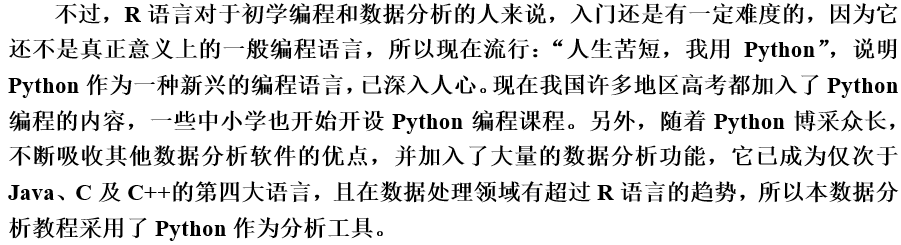 不过，R 语言对于初学编程和数据分析的人来说，入门还是有一定难度的，因为它
还不是真正意义上的一般编程语言，所以现在流行：“人生苦短，我用 Python”，说明
Python 作为一种新兴的编程语言，已深入人心。现在我国许多地区高考都加入了 Python
编程的内容，一些中小学也开始开设 Python 编程课程。另外，随着 Python 博采众长，
不断吸收其他数据分析软件的优点，并加入了大量的数据分析功能，它已成为仅次于
Java、C 及 C++的第四大语言，且在数据处理领域有超过 R 语言的趋势，所以本数据分
析教程采用了 Python 作为分析工具。